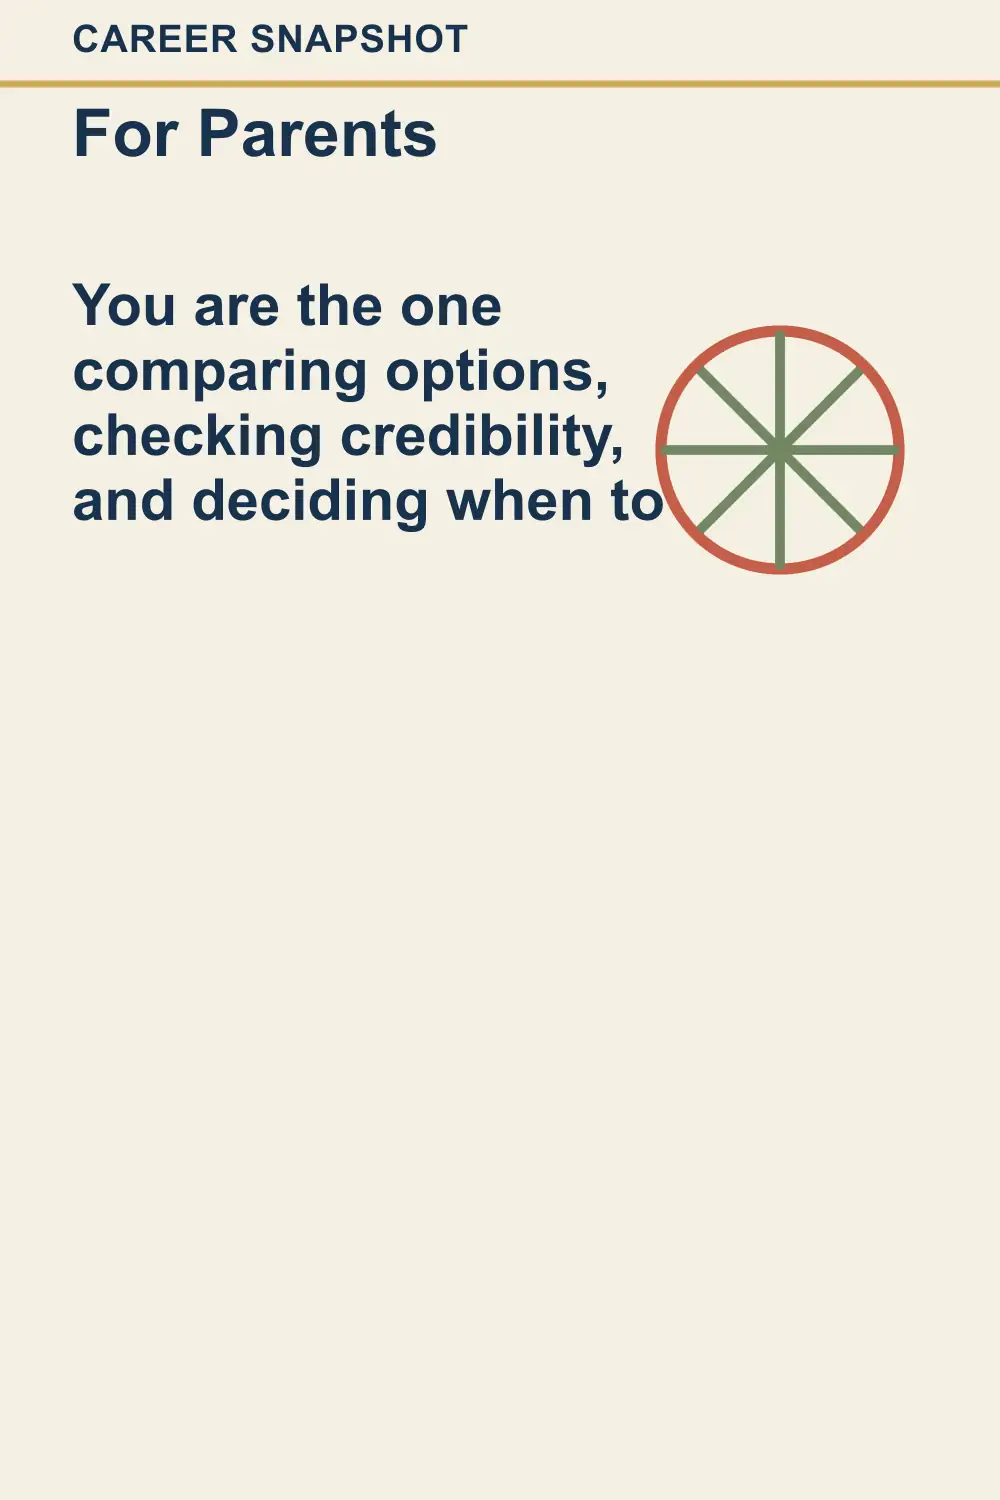 CAREER SNAPSHOT
For Parents
You are the one
comparing options,
checking credibility,
and deciding when to